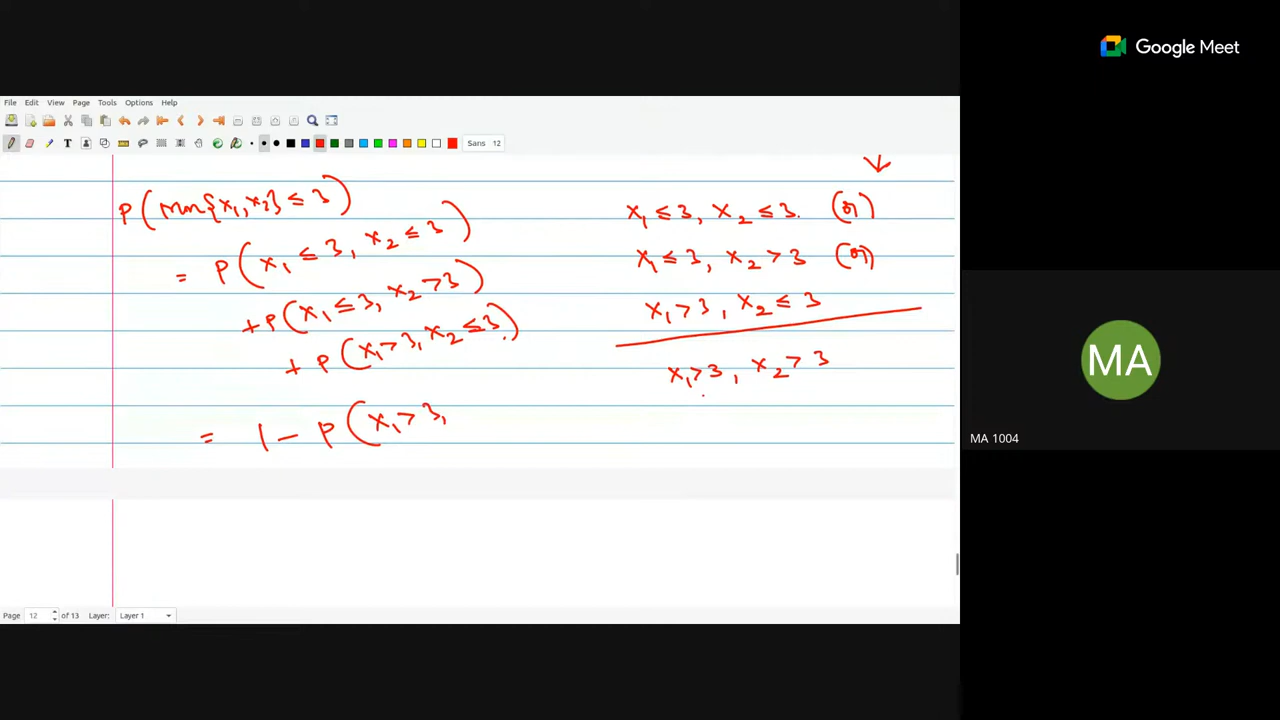 Google Meet
File Edit View Page Tools Options Help
Sans 12
P(Min{x₁,x₂} ≤ 3)
= P(x₁ ≤ 3, x₂ ≤ 3)
+P(x₁ ≤ 3, x₂ > 3)
+ P(x₁ > 3, x₂ ≤ 3).
= 1 - P(x₁ > 3,
x₁ ≤ 3, x₂ ≤ 3. (or)
x₁ ≤ 3, x₂ > 3 (or)
x₁ > 3, x₂ ≤ 3
x₁ > 3, x₂ > 3
MA
MA 1004
Page 12 of 13 Layer: Layer 1